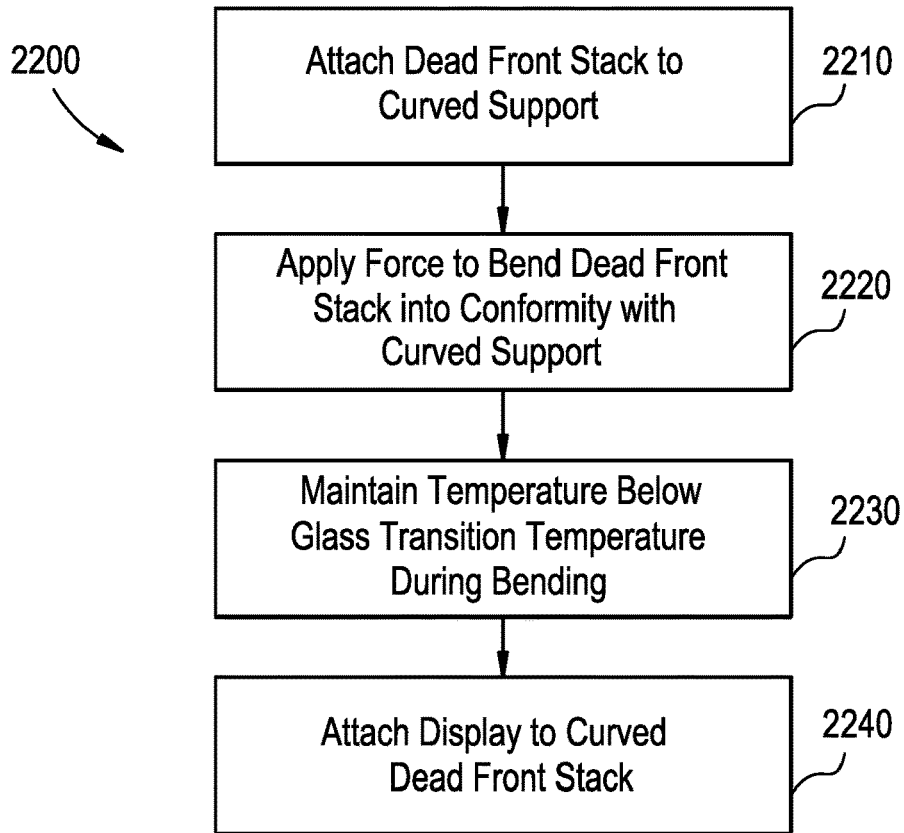 2200
Attach Dead Front Stack to
Curved Support
2210
Apply Force to Bend Dead Front
Stack into Conformity with
Curved Support
2220
Maintain Temperature Below
Glass Transition Temperature
During Bending
2230
Attach Display to Curved
Dead Front Stack
2240